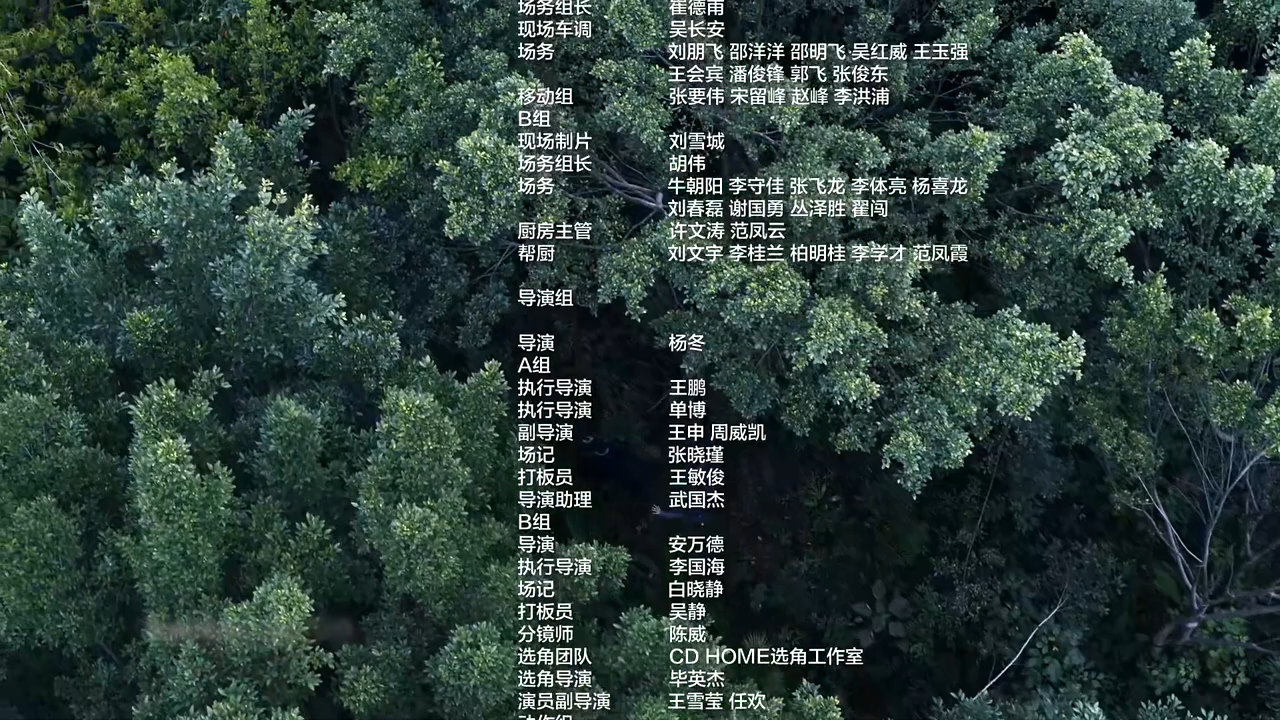 场务组长 崔德甫
现场车调 吴长安
场务 刘朋飞 邵洋洋 邵明飞 吴红威 王玉强
王会宾 潘俊锋 郭飞 张俊东
移动组 张要伟 宋留峰 赵峰 李洪浦
B组
现场制片 刘雪城
场务组长 胡伟
场务 牛朝阳 李守佳 张飞龙 李体亮 杨喜龙
刘春磊 谢国勇 丛泽胜 翟闯
厨房主管 许文涛 范凤云
帮厨 刘文宇 李桂兰 柏明桂 李学才 范凤霞
导演组
导演 杨冬
A组
执行导演 王鹏
执行导演 单博
副导演 王申 周威凯
场记 张晓瑾
打板员 王敏俊
导演助理 武国杰
B组
导演 安万德
执行导演 李国海
场记 白晓静
打板员 吴静
分镜师 陈威
选角团队 CD HOME选角工作室
选角导演 毕英杰
演员副导演 王雪莹 任欢